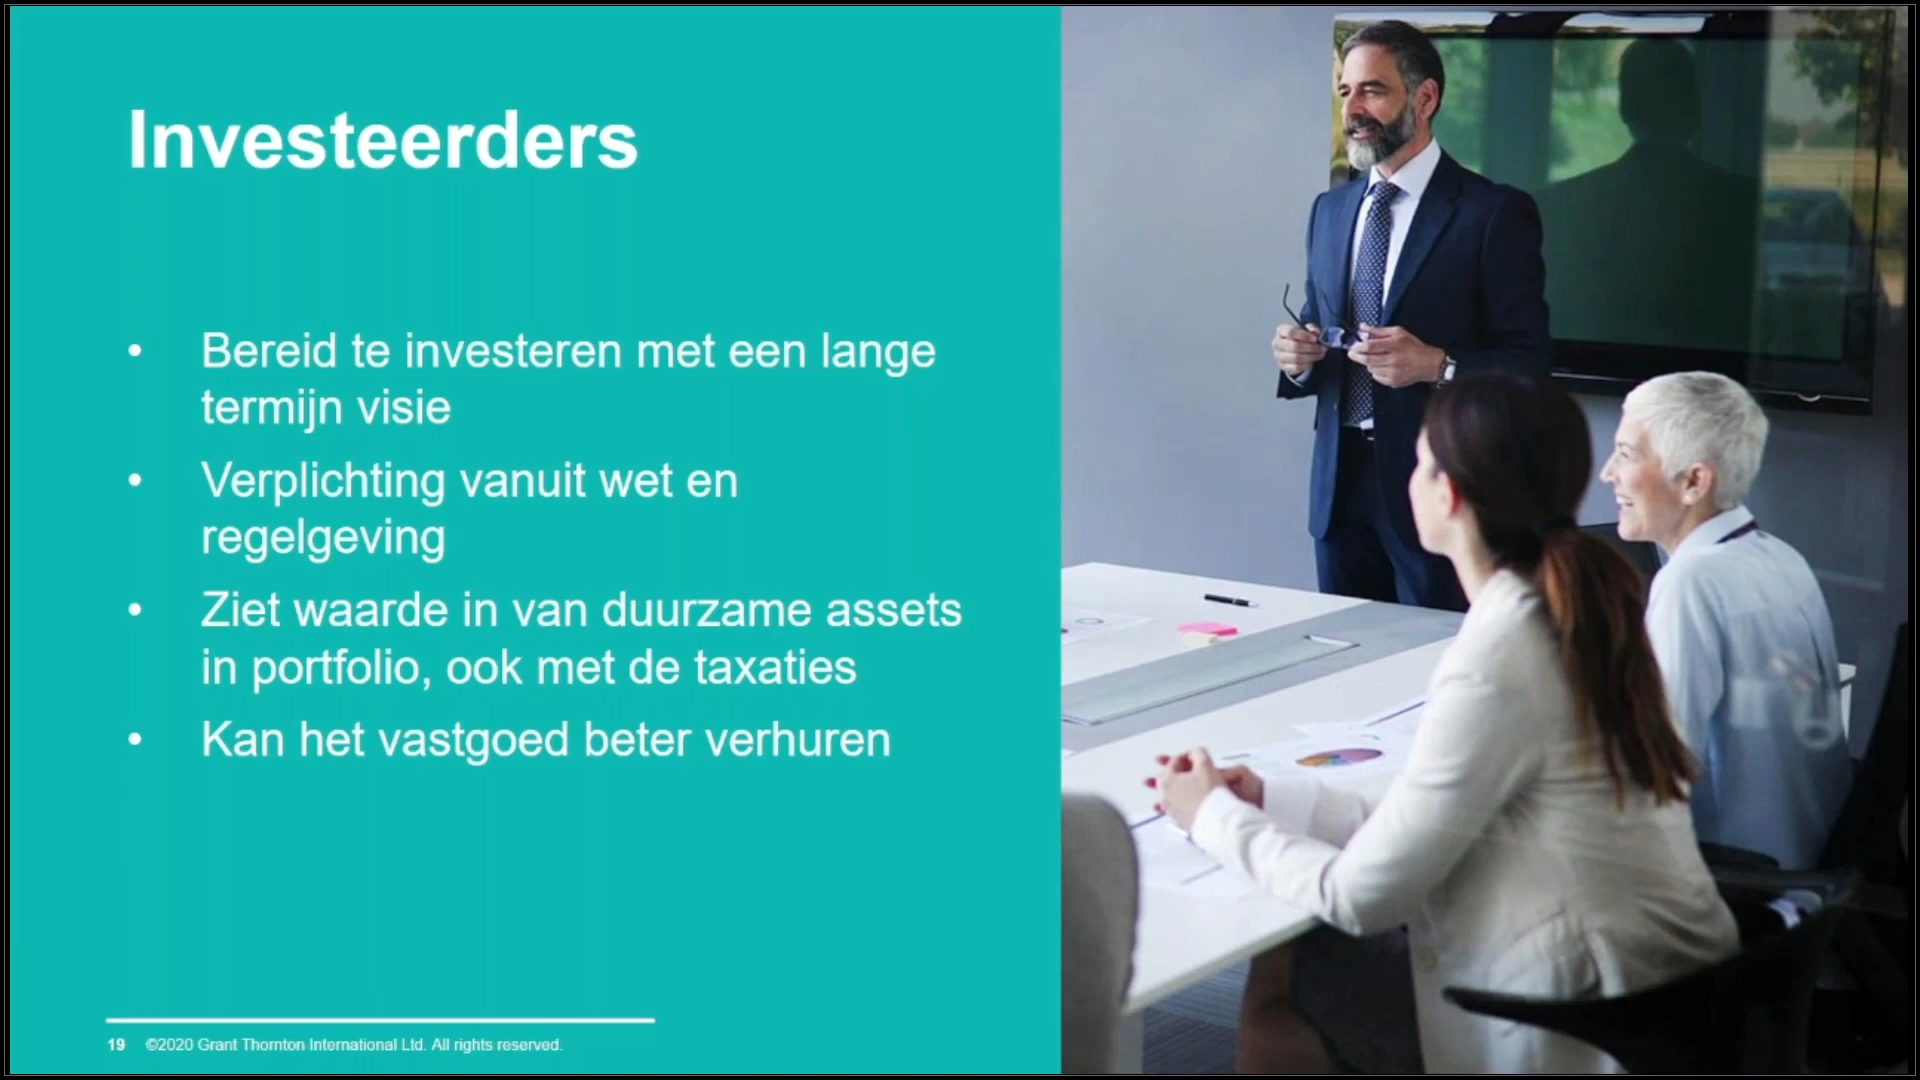 Investeerders
• Bereid te investeren met een lange
termijn visie
• Verplichting vanuit wet en
regelgeving
• Ziet waarde in van duurzame assets
in portfolio, ook met de taxaties
• Kan het vastgoed beter verhuren
19 ©2020 Grant Thornton International Ltd. All rights reserved.